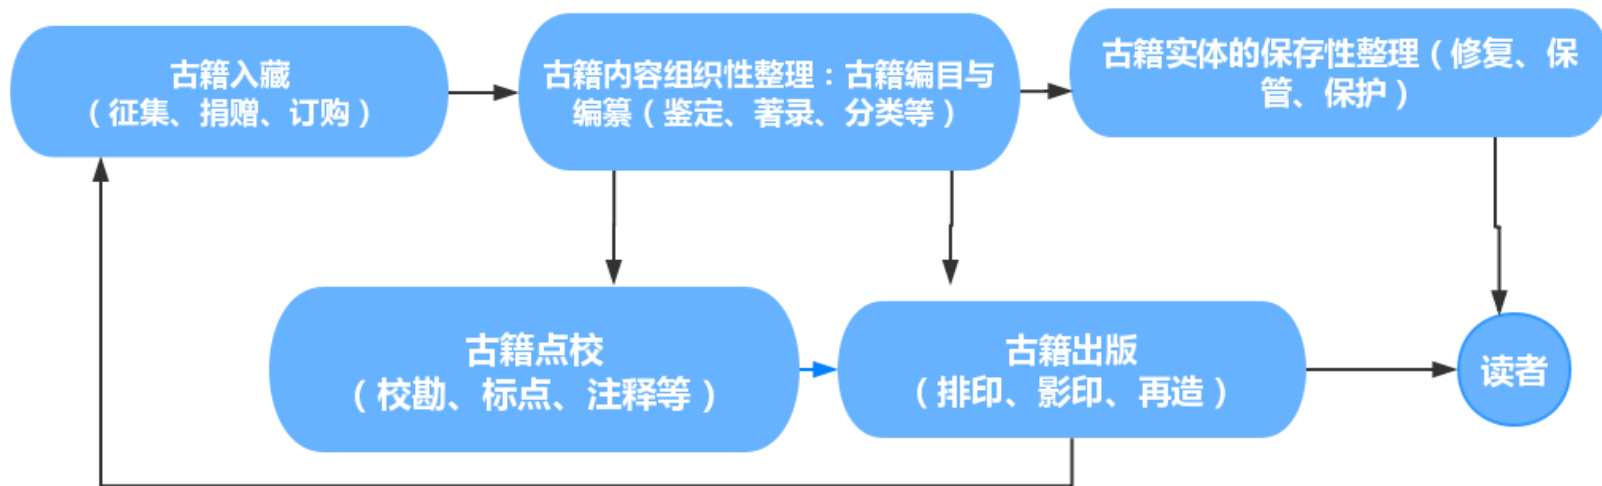 古籍入藏
（征集、捐赠、订购）
古籍内容组织性整理：古籍编目与
编纂（鉴定、著录、分类等）
古籍实体的保存性整理（修复、保
管、保护）
古籍点校
（校勘、标点、注释等）
古籍出版
（排印、影印、再造）
读者